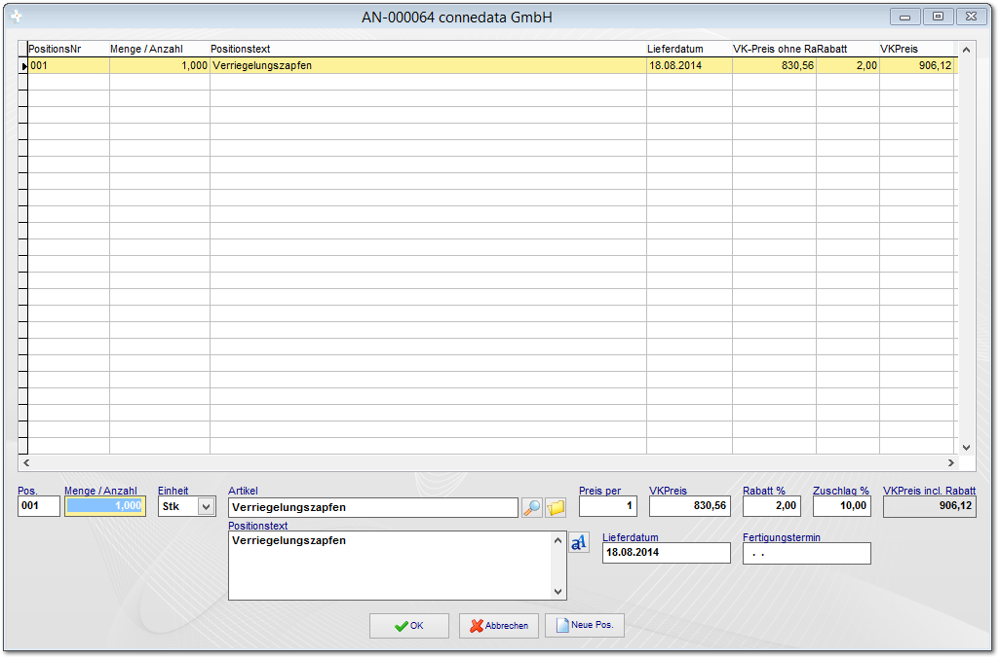 AN-000064 connedata GmbH
PositionsNr Menge / Anzahl Positionstext Lieferdatum VK-Preis ohne Ra Rabatt VKPreis
001 1,000 Verriegelungszapfen 18.08.2014 830,56 2,00 906,12
Pos. Menge / Anzahl Einheit Artikel Preis per VKPreis Rabatt % Zuschlag % VKPreis incl. Rabatt
001 1,000 Stk Verriegelungszapfen 1 830,56 2,00 10,00 906,12
Positionstext
Verriegelungszapfen
aA
Lieferdatum Fertigungstermin
18.08.2014 . .
OK Abbrechen Neue Pos.